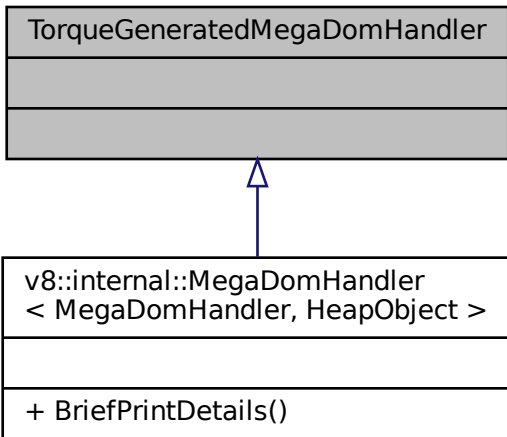 TorqueGeneratedMegaDomHandler
v8::internal::MegaDomHandler
< MegaDomHandler, HeapObject >
+ BriefPrintDetails()